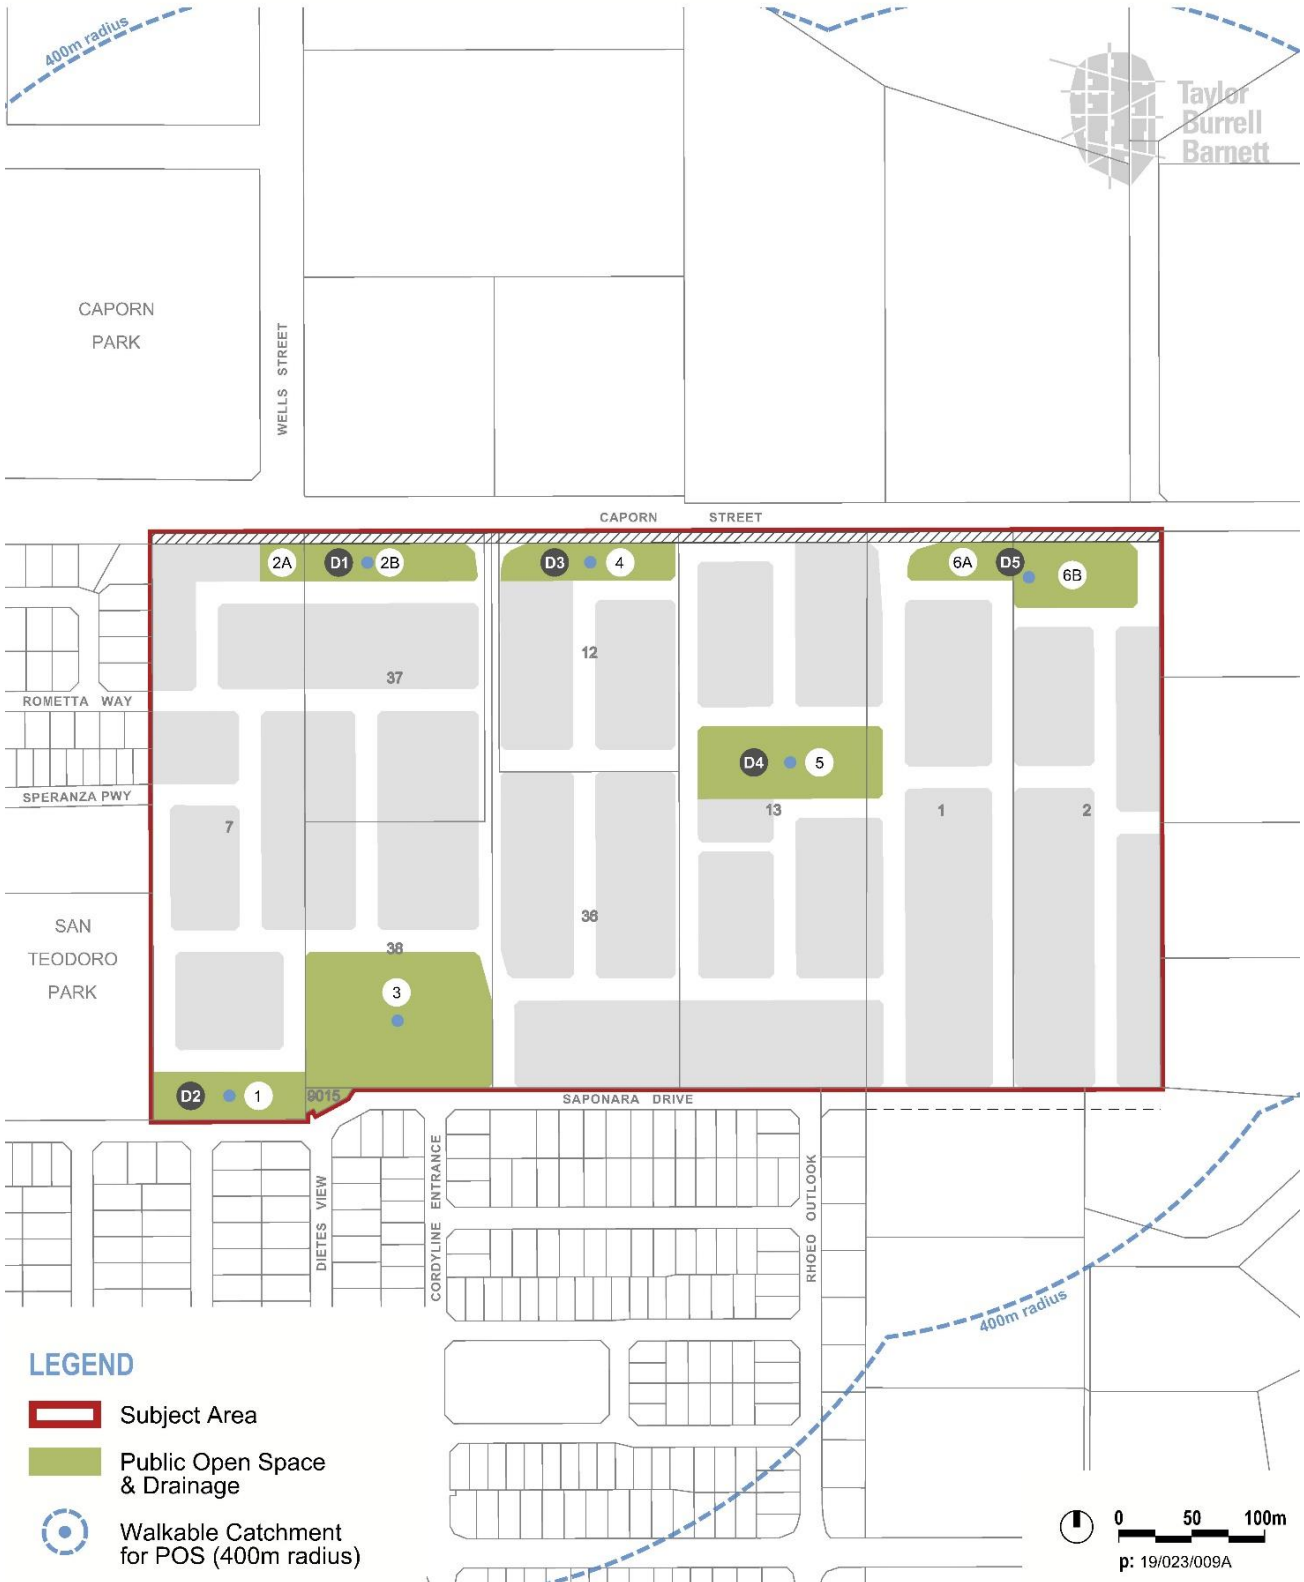 400m radius
Taylor
Burrell
Barnett
CAPORN
PARK
WELLS STREET
CAPORN STREET
2A D1 2B D3 4 6A D5 6B
12
37
ROMETTA WAY
D4 5
SPERANZA PWY
13 1 2
7
SAN
TEODORO
PARK
36
38
3
D2 1 9015
SAPONARA DRIVE
DIETES VIEW
CORDYLINE ENTRANCE
RHOEO OUTLOOK
400m radius
LEGEND
Subject Area
Public Open Space
& Drainage
Walkable Catchment
for POS (400m radius)
0 50 100m
p: 19/023/009A